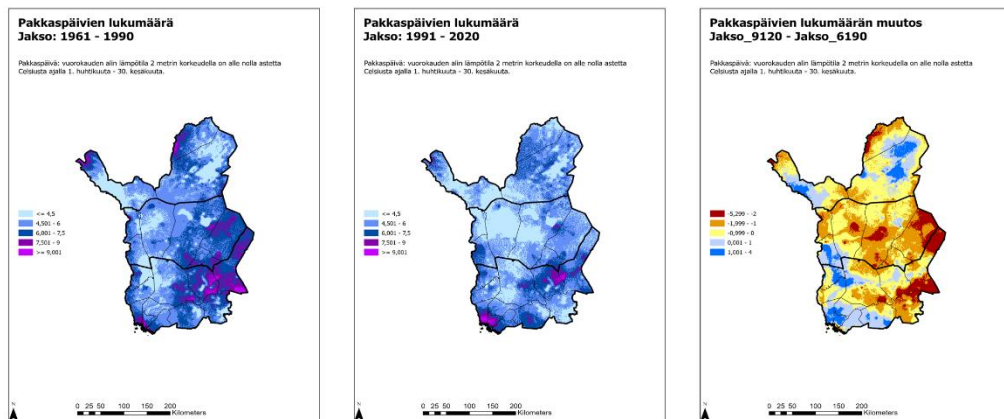 Pakkaspäivien lukumäärä
Jakso: 1961 - 1990
Pakkaspäivä: vuorokauden alin lämpötila 2 metrin korkeudella on alle nolla astetta
Celsiusta ajalla 1. huhtikuuta - 30. kesäkuuta.
<= 4,5
4,501 - 6
6,001 - 7,5
7,501 - 9
>= 9,001
N
0 25 50 100 150 200
Kilometers
Pakkaspäivien lukumäärä
Jakso: 1991 - 2020
Pakkaspäivä: vuorokauden alin lämpötila 2 metrin korkeudella on alle nolla astetta
Celsiusta ajalla 1. huhtikuuta - 30. kesäkuuta.
<= 4,5
4,501 - 6
6,001 - 7,5
7,501 - 9
>= 9,001
N
0 25 50 100 150 200
Kilometers
Pakkaspäivien lukumäärän muutos
Jakso_9120 - Jakso_6190
Pakkaspäivä: vuorokauden alin lämpötila 2 metrin korkeudella on alle nolla astetta
Celsiusta ajalla 1. huhtikuuta - 30. kesäkuuta.
-5,299 - -2
-1,999 - -1
-0,999 - 0
0,001 - 1
1,001 - 4
N
0 25 50 100 150 200
Kilometers